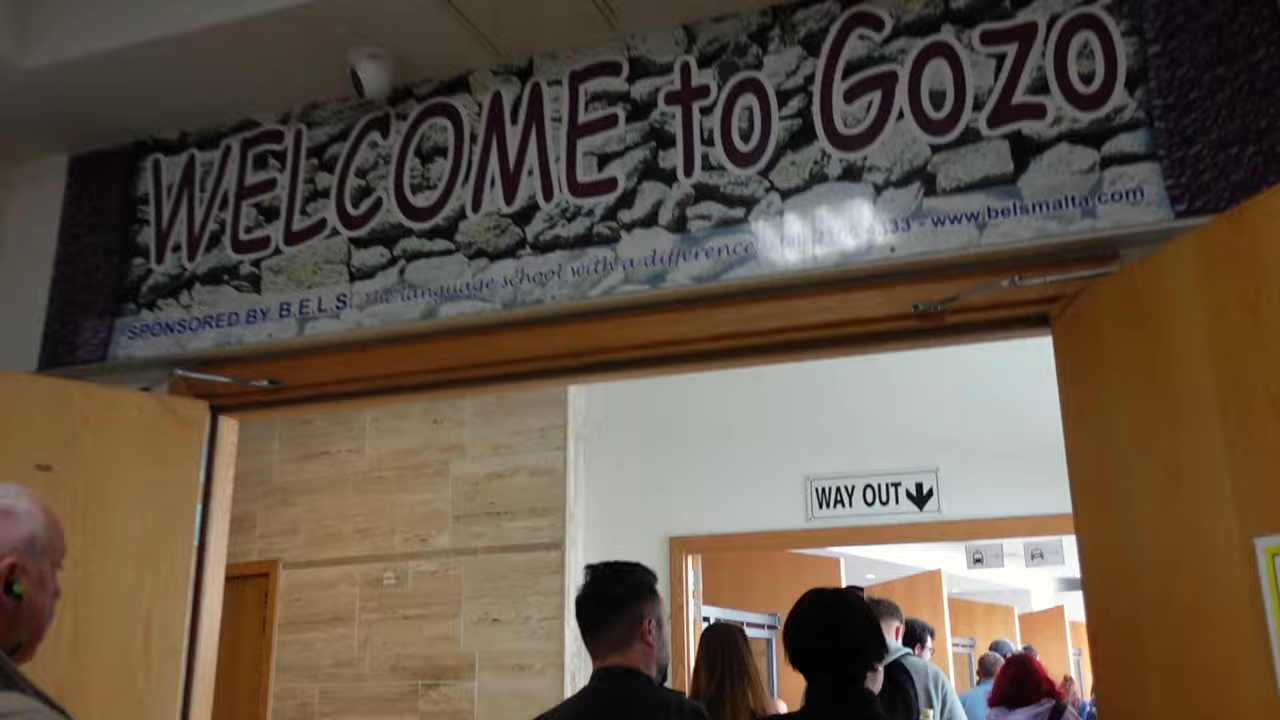 WELCOME to Gozo
SPONSORED BY B.E.L.S. The language school with a difference - www.belsmalta.com
WAY OUT